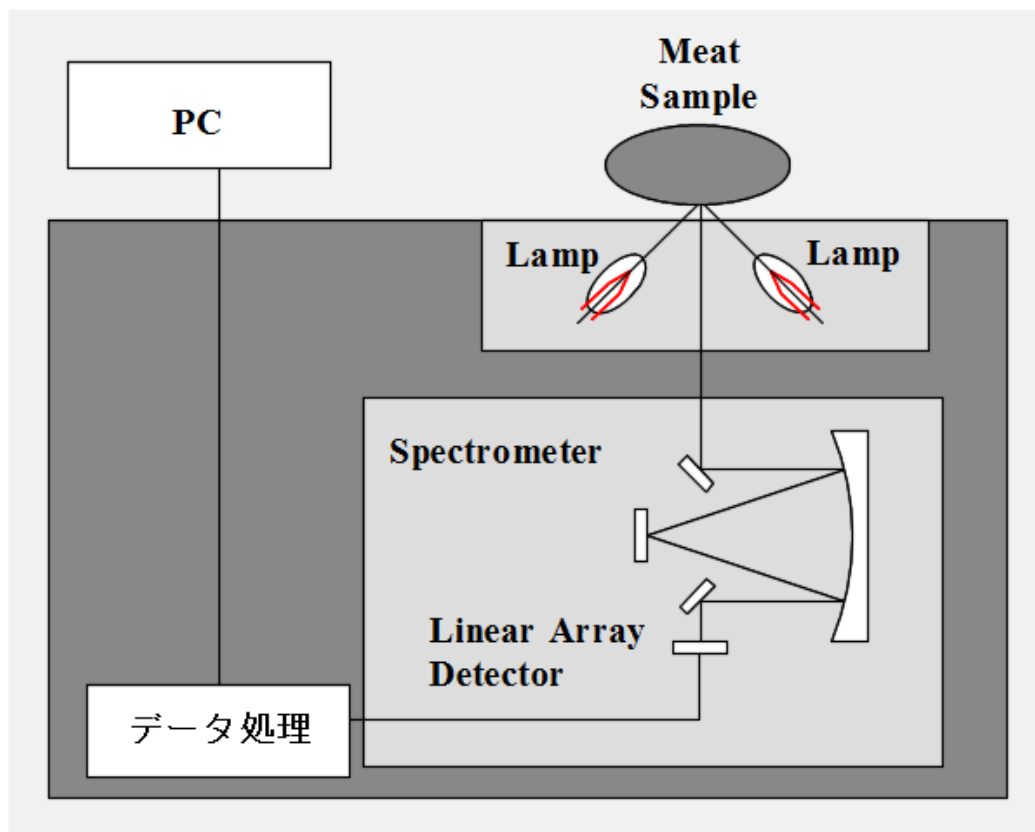 Meat
Sample
PC
Lamp
Lamp
Spectrometer
Linear Array
Detector
データ処理